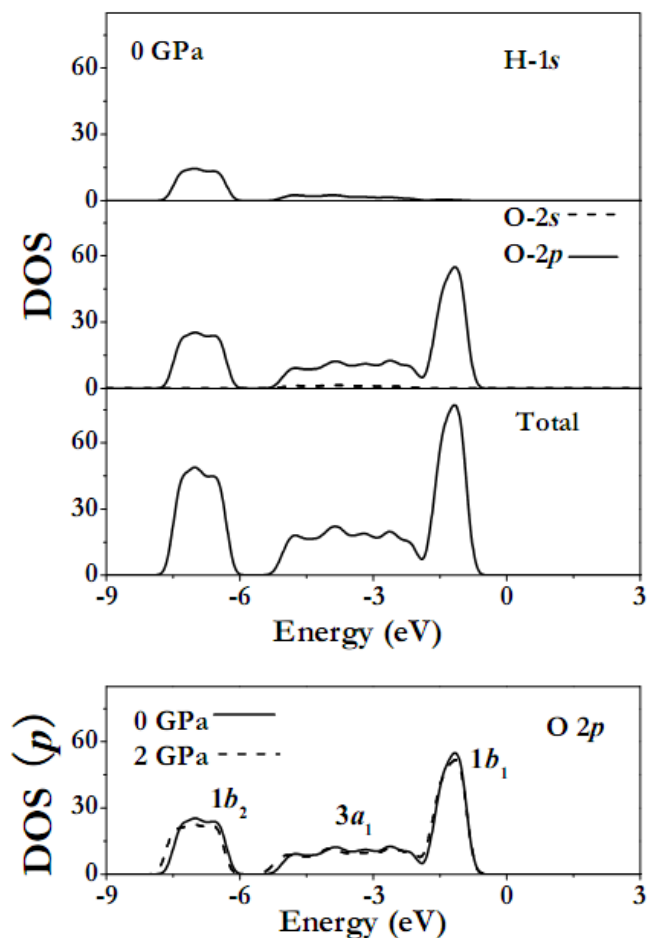 0 GPa
H-1s
60
30
0
O-2s
O-2p
DOS
60
30
0
Total
60
30
0
-9 -6 -3 0 3
Energy (eV)
DOS (p)
0 GPa
2 GPa
O 2p
1b₂
3a₁
1b₁
60
30
0
-9 -6 -3 0 3
Energy (eV)